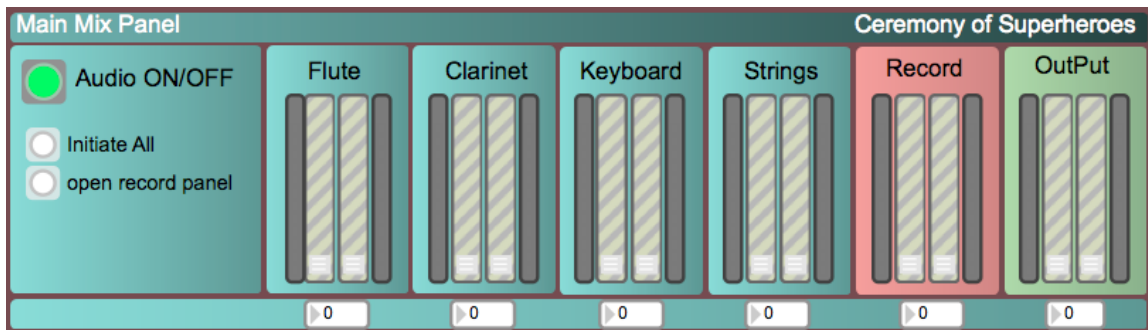 Main Mix Panel
Ceremony of Superheroes
Audio ON/OFF
Initiate All
open record panel
Flute
Clarinet
Keyboard
Strings
Record
OutPut
0
0
0
0
0
0